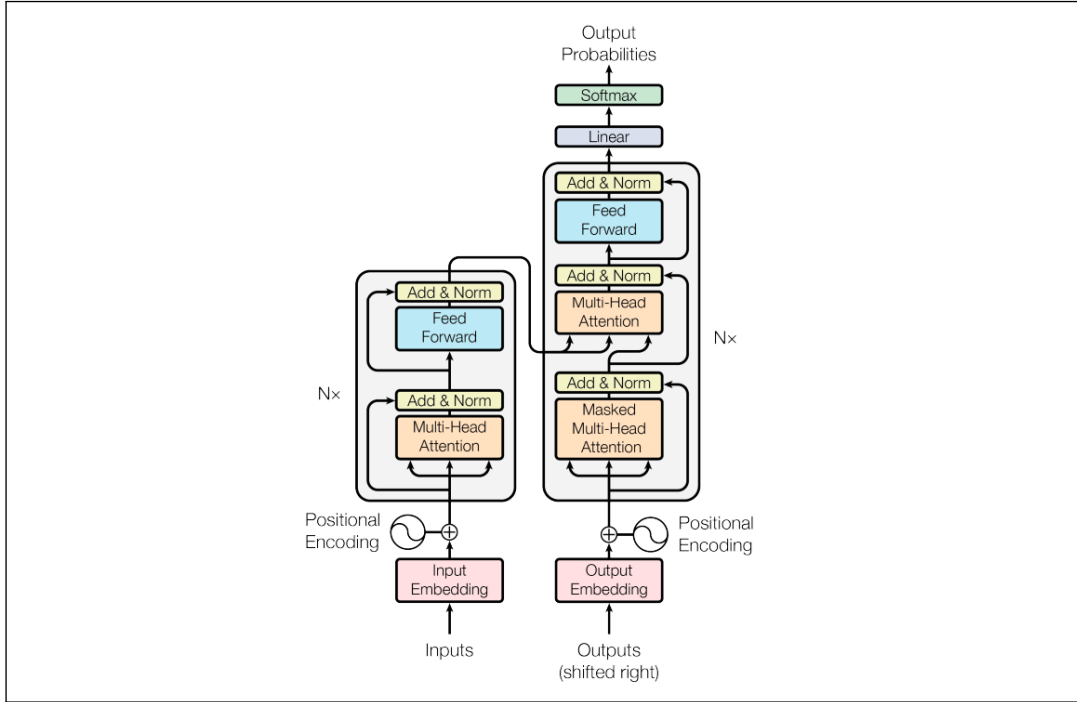 Output
Probabilities
Softmax
Linear
Add & Norm
Feed
Forward
Add & Norm
Multi-Head
Attention
Add & Norm
Masked
Multi-Head
Attention
N×
Add & Norm
Feed
Forward
Add & Norm
Multi-Head
Attention
N×
Positional
Encoding
Positional
Encoding
Input
Embedding
Output
Embedding
Inputs
Outputs
(shifted right)